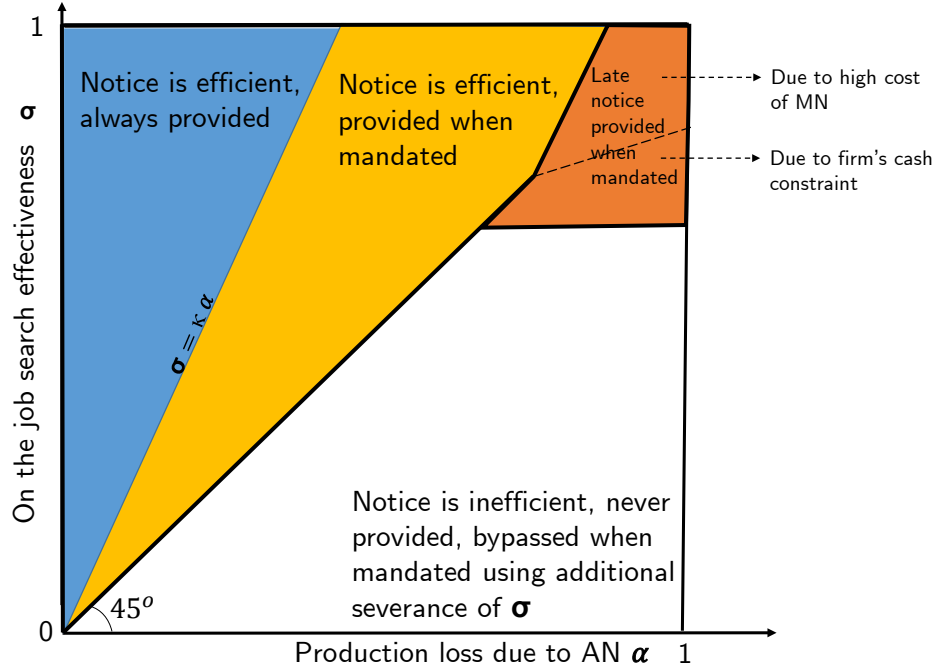 1
σ
On the job search effectiveness
Notice is efficient,
always provided
Notice is efficient,
provided when
mandated
Late
notice
provided
when
mandated
Due to high cost
of MN
Due to firm's cash
constraint
σ = κ α
Notice is inefficient, never
provided, bypassed when
mandated using additional
severance of σ
45ᵒ
0
Production loss due to AN α
1